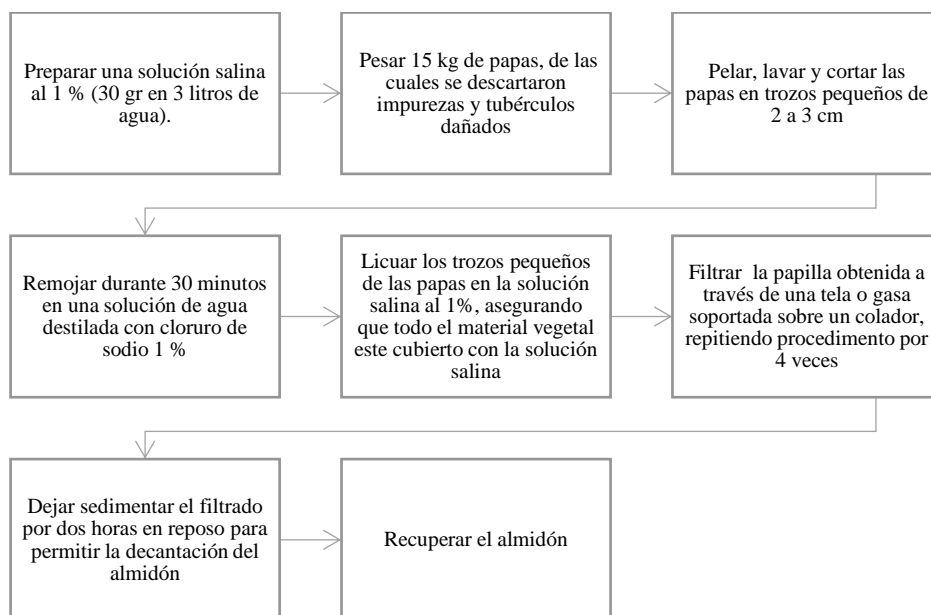 Preparar una solución salina
al 1 % (30 gr en 3 litros de
agua).
Pesar 15 kg de papas, de las
cuales se descartaron
impurezas y tubérculos
dañados
Pelar, lavar y cortar las
papas en trozos pequeños de
2 a 3 cm
Remojar durante 30 minutos
en una solución de agua
destilada con cloruro de
sodio 1 %
Licuar los trozos pequeños
de las papas en la solución
salina al 1%, asegurando
que todo el material vegetal
este cubierto con la solución
salina
Filtrar la papilla obtenida a
través de una tela o gasa
soportada sobre un colador,
repitiendo procedimento por
4 veces
Dejar sedimentar el filtrado
por dos horas en reposo para
permitir la decantación del
almidón
Recuperar el almidón